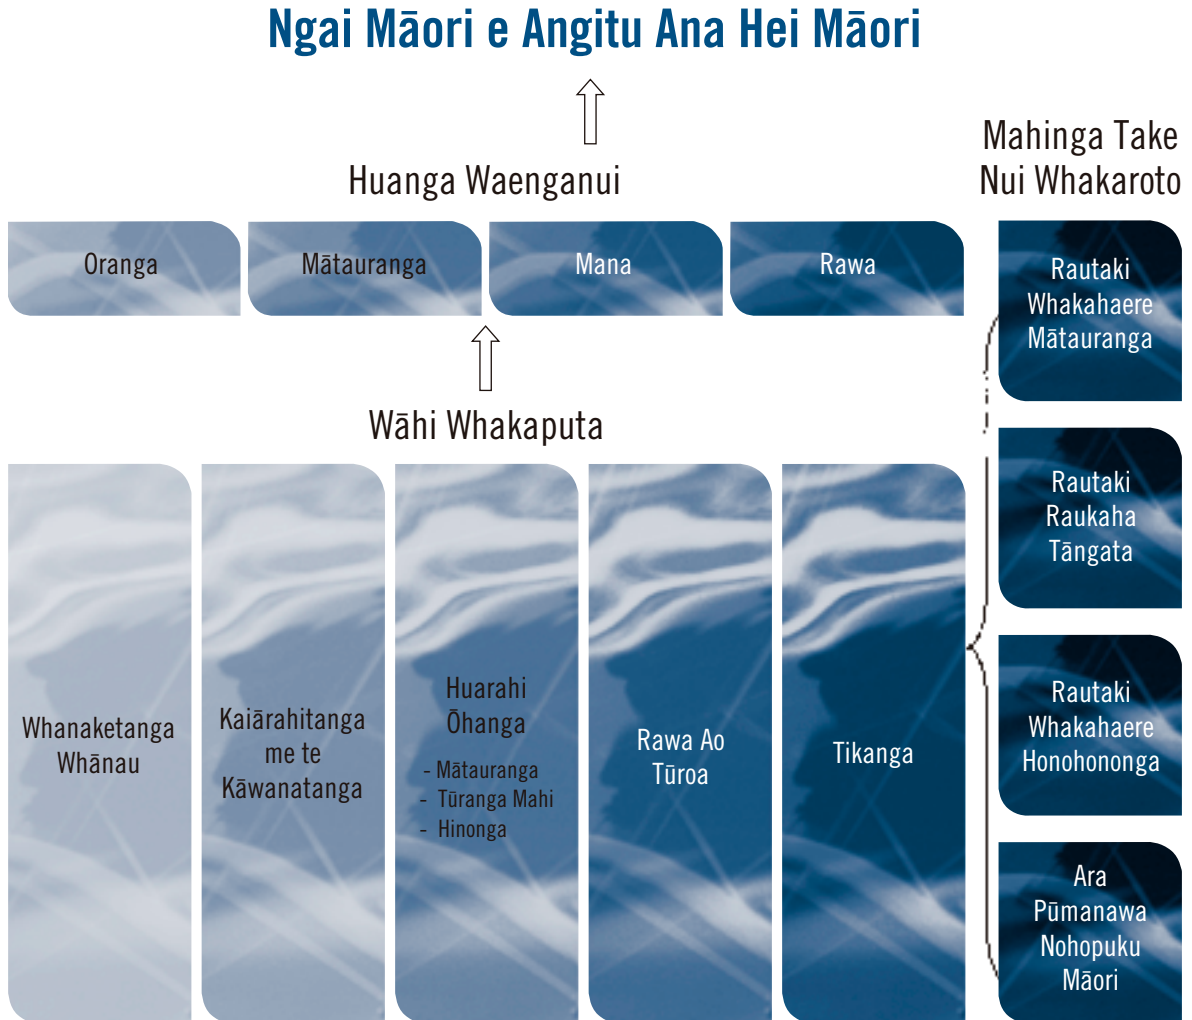 Ngai Māori e Angitu Ana Hei Māori
Huanga Waenganui
Oranga
Mātauranga
Mana
Rawa
Wāhi Whakaputa
Whanaketanga
Whānau
Kaiārahitanga
me te
Kāwanatanga
Huarahi
Ōhanga
- Mātauranga
- Tūranga Mahi
- Hinonga
Rawa Ao
Tūroa
Tikanga
Mahinga Take
Nui Whakaroto
Rautaki
Whakahaere
Mātauranga
Rautaki
Raukaha
Tāngata
Rautaki
Whakahaere
Honohononga
Ara
Pūmanawa
Nohopuku
Māori